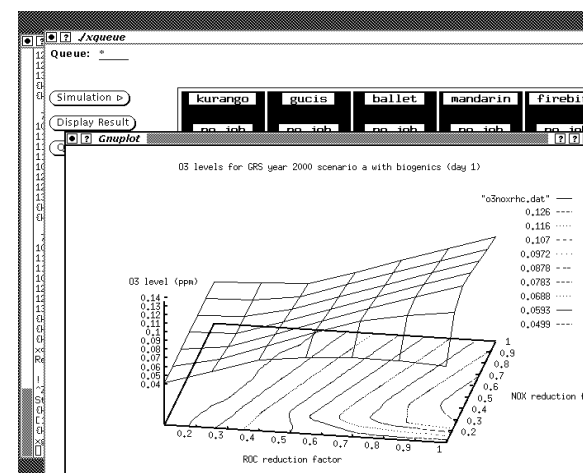 ./xqueue
Queue: *
Simulation
kurango gucis ballet mandarin firebi
Display Result
no job no job no job no job no job
Gnuplot
O3 levels for GRS year 2000 scenario a with biogenics (day 1)
"o3noxrhc.dat"
0.126
0.116
0.107
0.0972
0.0878
0.0783
0.0688
0.0593
0.0499
O3 level (ppm)
0.14
0.13
0.12
0.11
0.1
0.09
0.08
0.07
0.06
0.05
0.04
1
0.9
0.8
0.7
0.6
0.5
0.4
0.3
0.2
NOX reduction f
0.2 0.3 0.4 0.5 0.6 0.7 0.8 0.9 1
ROC reduction factor